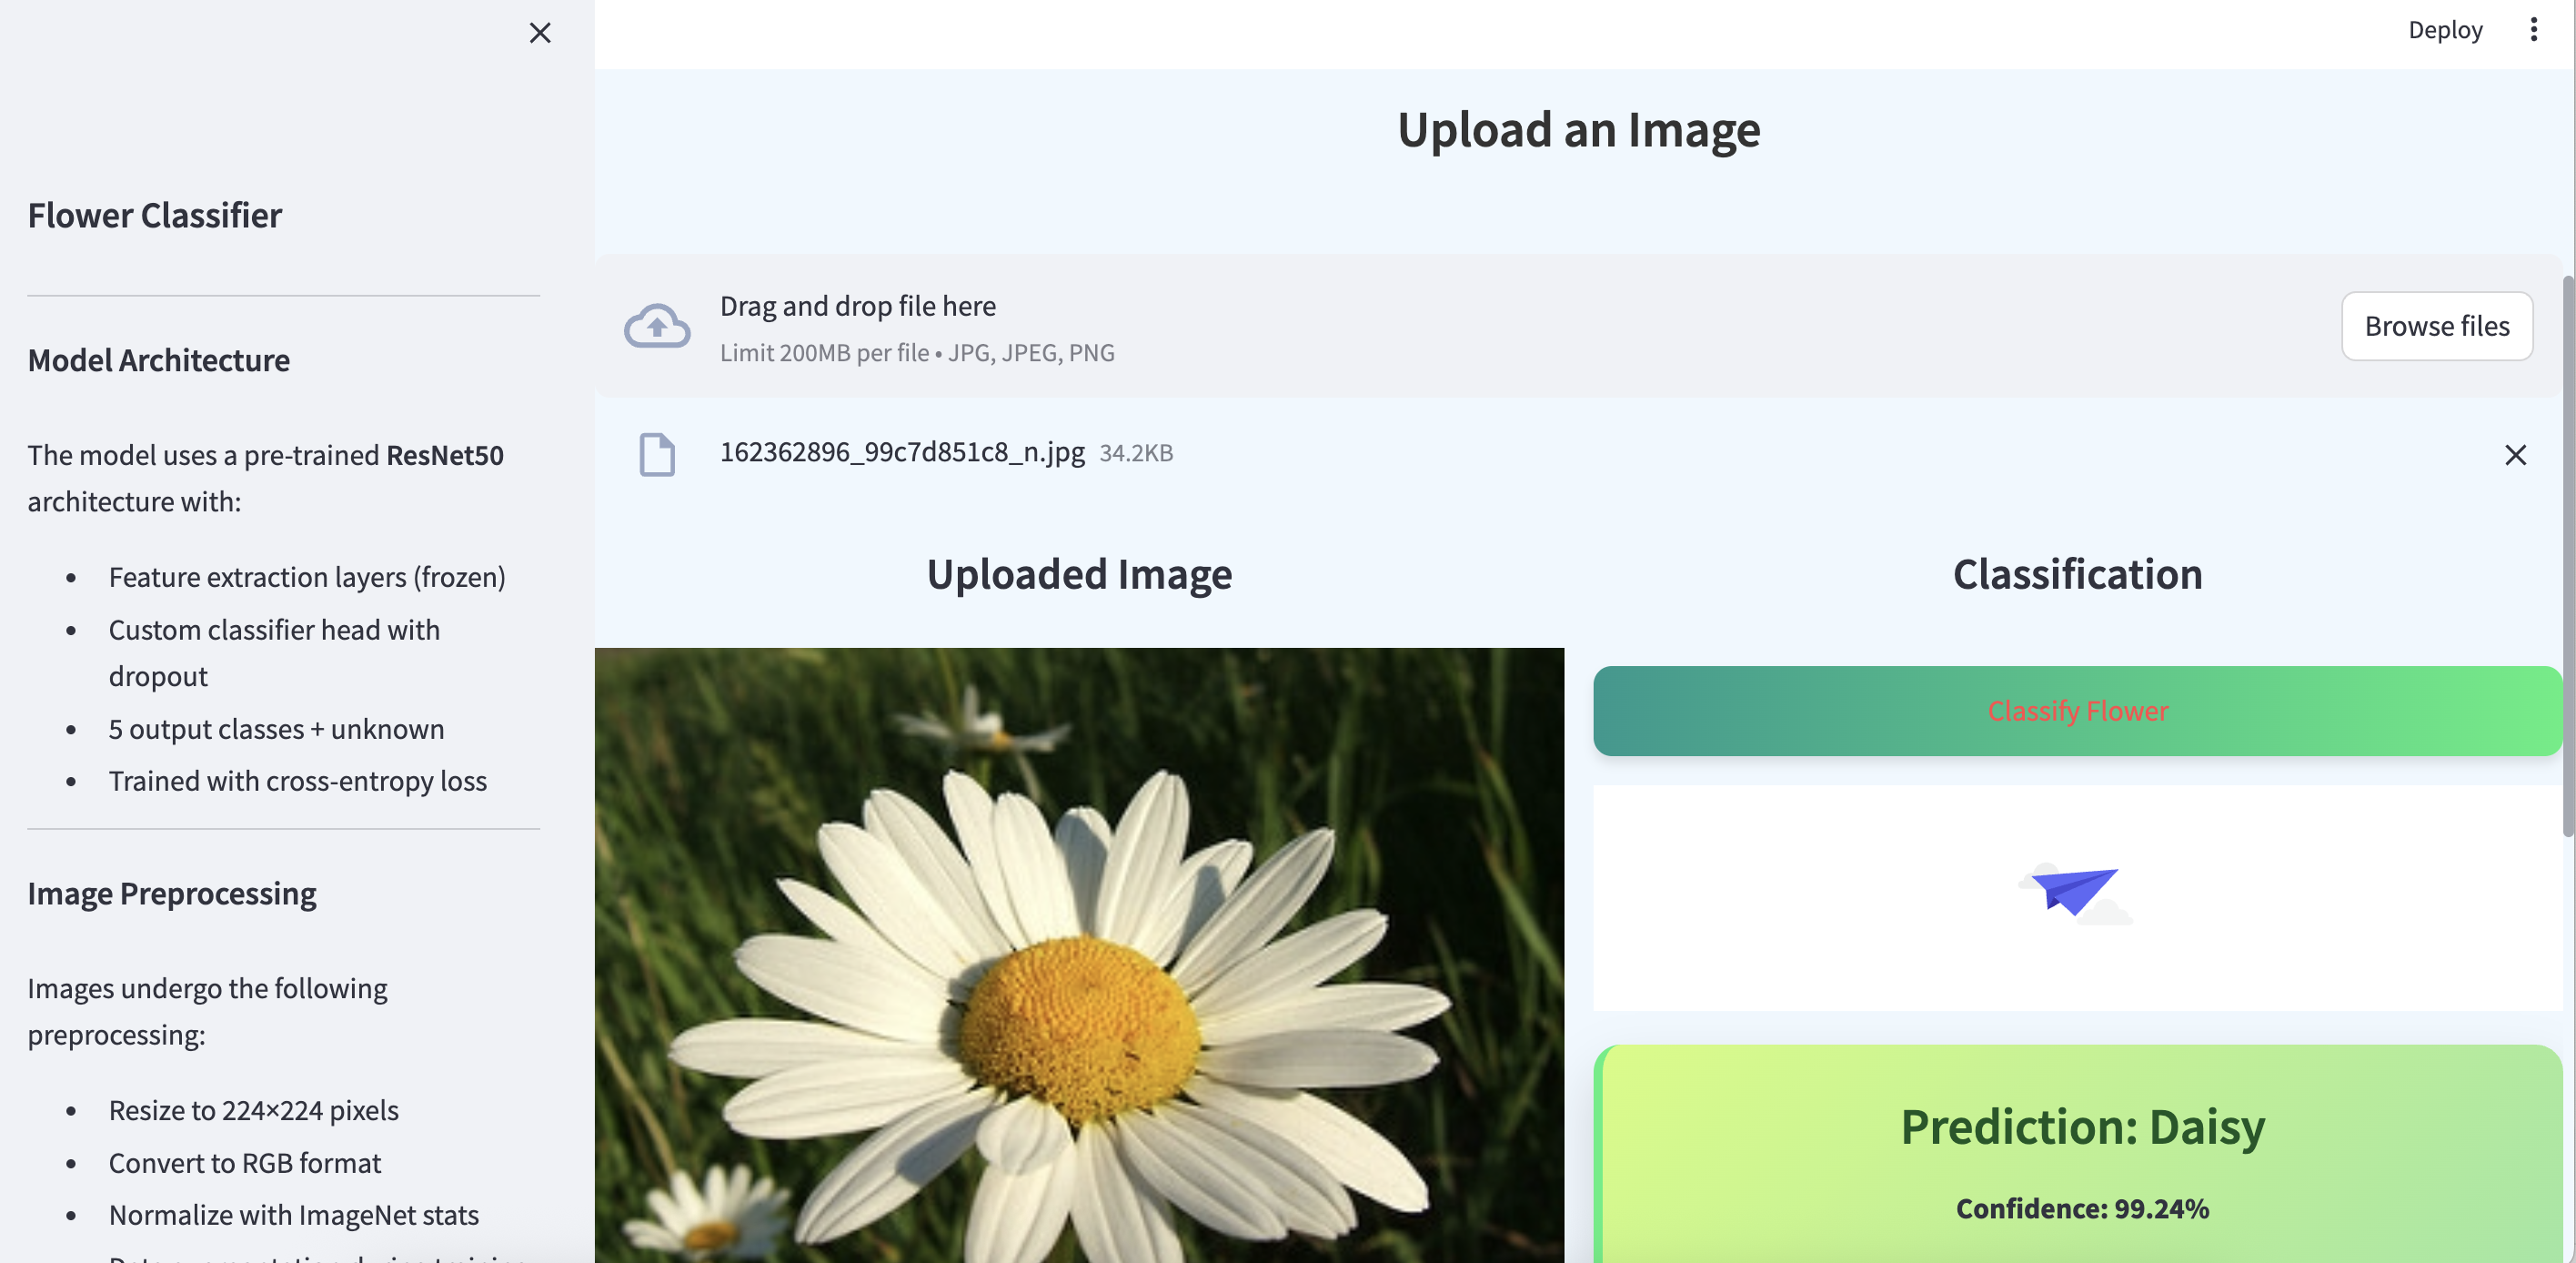 Flower Classifier
Model Architecture
The model uses a pre-trained ResNet50
architecture with:
• Feature extraction layers (frozen)
• Custom classifier head with
dropout
• 5 output classes + unknown
• Trained with cross-entropy loss
Image Preprocessing
Images undergo the following
preprocessing:
• Resize to 224×224 pixels
• Convert to RGB format
• Normalize with ImageNet stats
Deploy
Upload an Image
Drag and drop file here
Limit 200MB per file • JPG, JPEG, PNG
Browse files
162362896_99c7d851c8_n.jpg 34.2KB
Uploaded Image
Classification
Classify Flower
Prediction: Daisy
Confidence: 99.24%